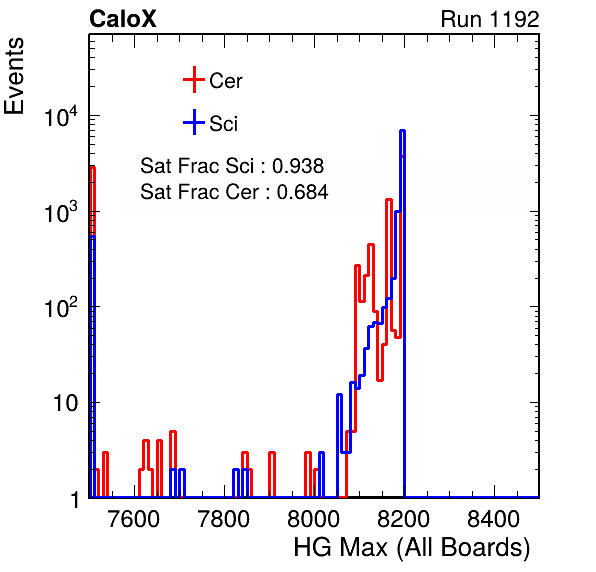 CaloX Run 1192
Events
Cer
Sci
Sat Frac Sci : 0.938
Sat Frac Cer : 0.684
10⁴
10³
10²
10
1
7600 7800 8000 8200 8400
HG Max (All Boards)